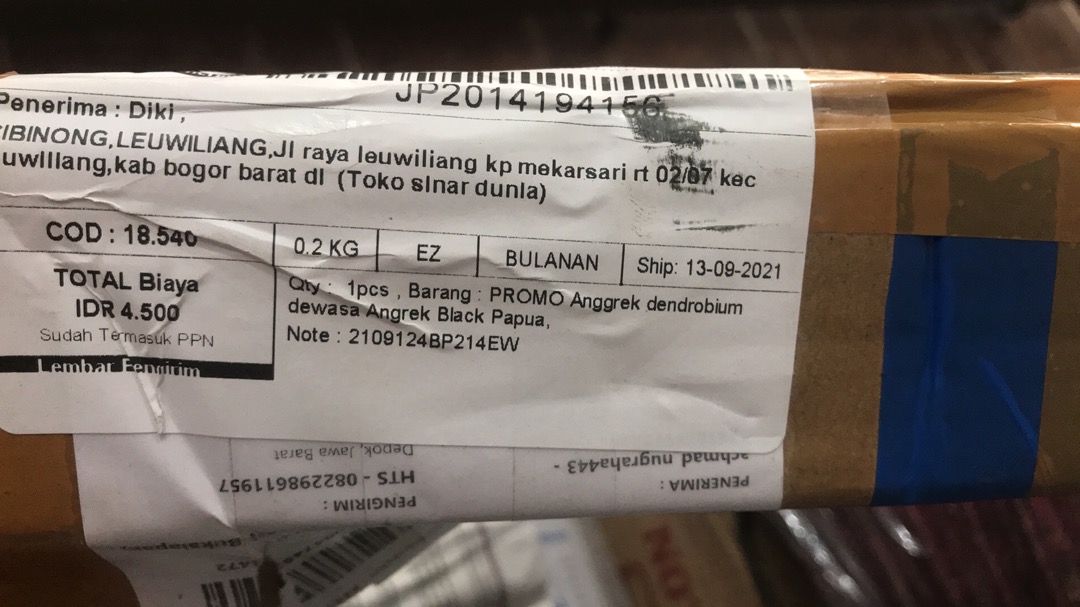 JP2014194156
Penerima : Diki ,
CIBINONG,LEUWILIANG,Jl raya leuwiliang kp mekarsari rt 02/07 kec
uwiliang,kab bogor barat dl (Toko sinar dunia)
COD : 18.540
0.2 KG
EZ
BULANAN
Ship: 13-09-2021
TOTAL Biaya
IDR 4.500
Sudah Termasuk PPN
Lembar Pengirim
Qty : 1pcs , Barang : PROMO Anggrek dendrobium
dewasa Angrek Black Papua,
Note : 2109124BP214EW
PENERIMA :
achmad nugraha443 -
PENGIRIM :
HTS - 082298611957
Depok, Jawa Barat
Bukalapak
NO